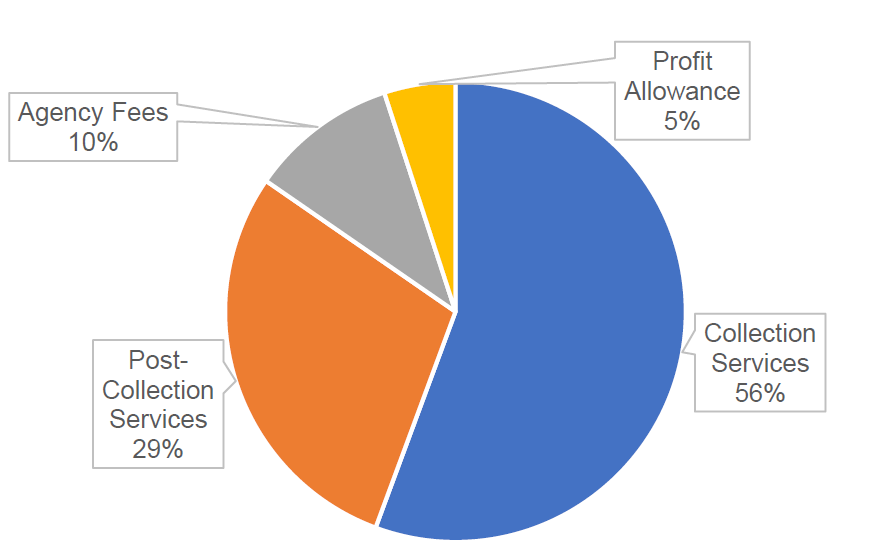 Profit
Allowance
5%
Agency Fees
10%
Collection
Services
56%
Post-
Collection
Services
29%